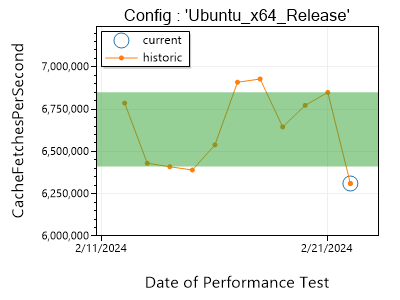 Config : 'Ubuntu_x64_Release'
current
historic
7,000,000
6,750,000
6,500,000
6,250,000
6,000,000
CacheFetchesPerSecond
2/11/2024
2/21/2024
Date of Performance Test